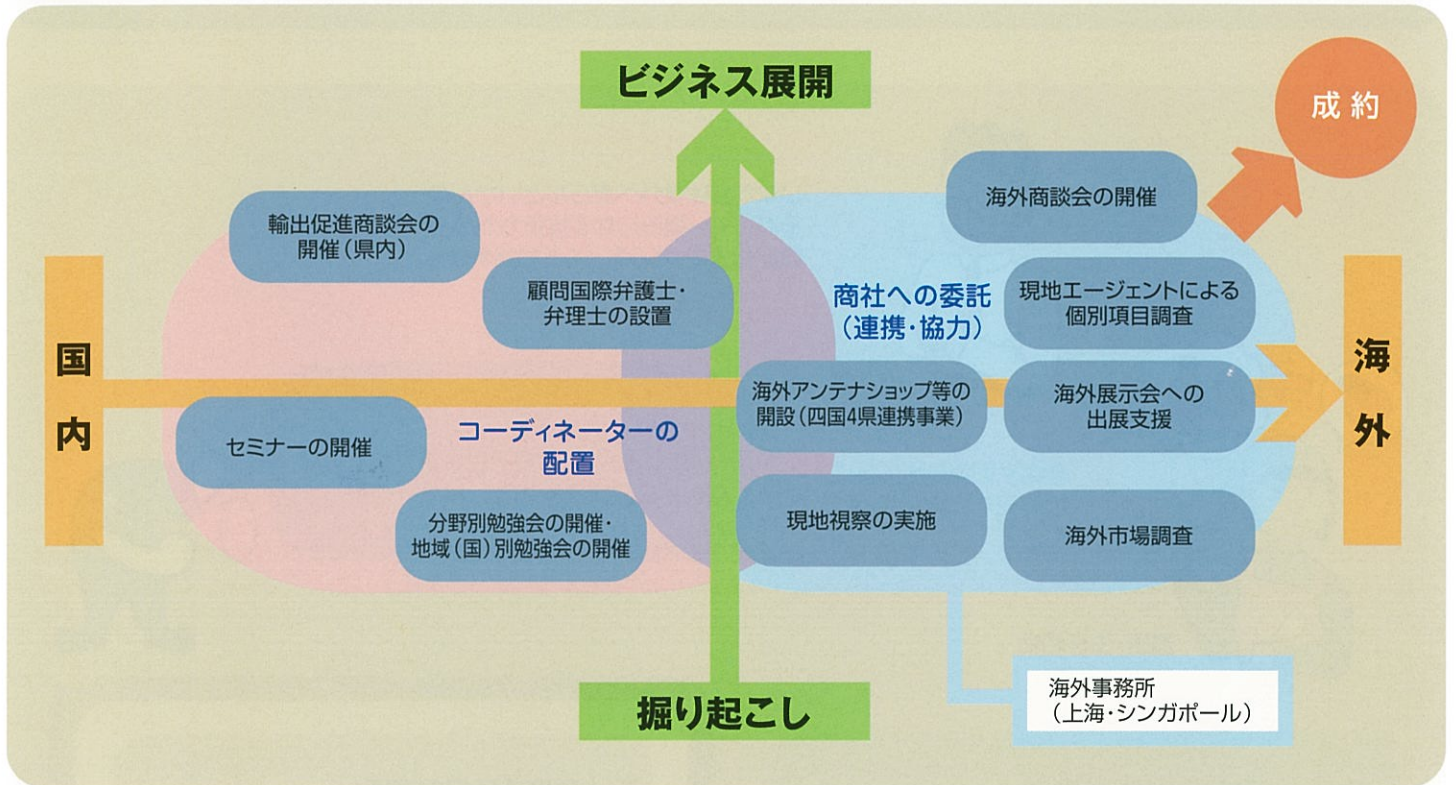 ビジネス展開
成約
海外商談会の開催
輸出促進商談会の
開催(県内)
顧問国際弁護士・
弁理士の設置
商社への委託
(連携・協力)
現地エージェントによる
個別項目調査
国内
海外
海外アンテナショップ等の
開設(四国4県連携事業)
海外展示会への
出展支援
セミナーの開催
コーディネーターの
配置
分野別勉強会の開催・
地域(国)別勉強会の開催
現地視察の実施
海外市場調査
掘り起こし
海外事務所
(上海・シンガポール)